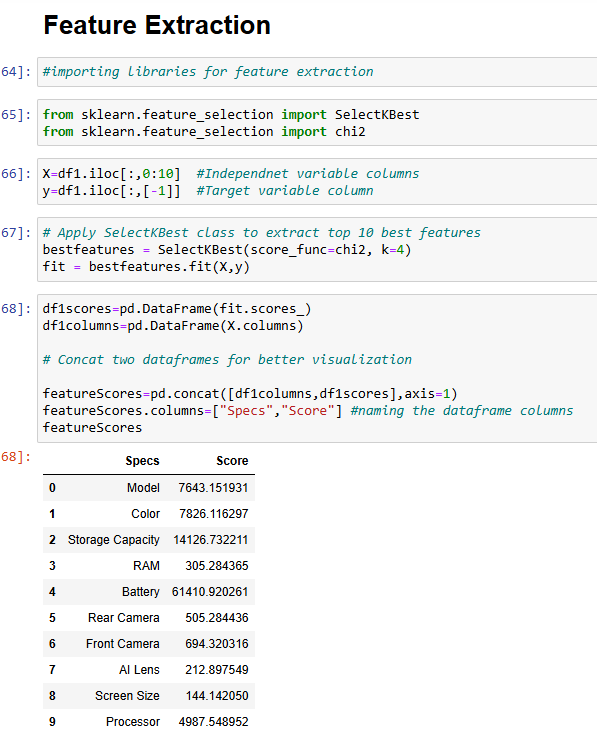 Feature Extraction
64]: #importing libraries for feature extraction
65]: from sklearn.feature_selection import SelectKBest
from sklearn.feature_selection import chi2
66]: X=df1.iloc[:,0:10]  #Independnet variable columns
y=df1.iloc[:,[-1]]  #Target variable column
67]: # Apply SelectKBest class to extract top 10 best features
bestfeatures = SelectKBest(score_func=chi2, k=4)
fit = bestfeatures.fit(X,y)
68]: df1scores=pd.DataFrame(fit.scores_)
df1columns=pd.DataFrame(X.columns)
# Concat two dataframes for better visualization
featureScores=pd.concat([df1columns,df1scores],axis=1)
featureScores.columns=["Specs","Score"] #naming the dataframe columns
featureScores
68]:
Specs Score
0 Model 7643.151931
1 Color 7826.116297
2 Storage Capacity 14126.732211
3 RAM 305.284365
4 Battery 61410.920261
5 Rear Camera 505.284436
6 Front Camera 694.320316
7 AI Lens 212.897549
8 Screen Size 144.142050
9 Processor 4987.548952